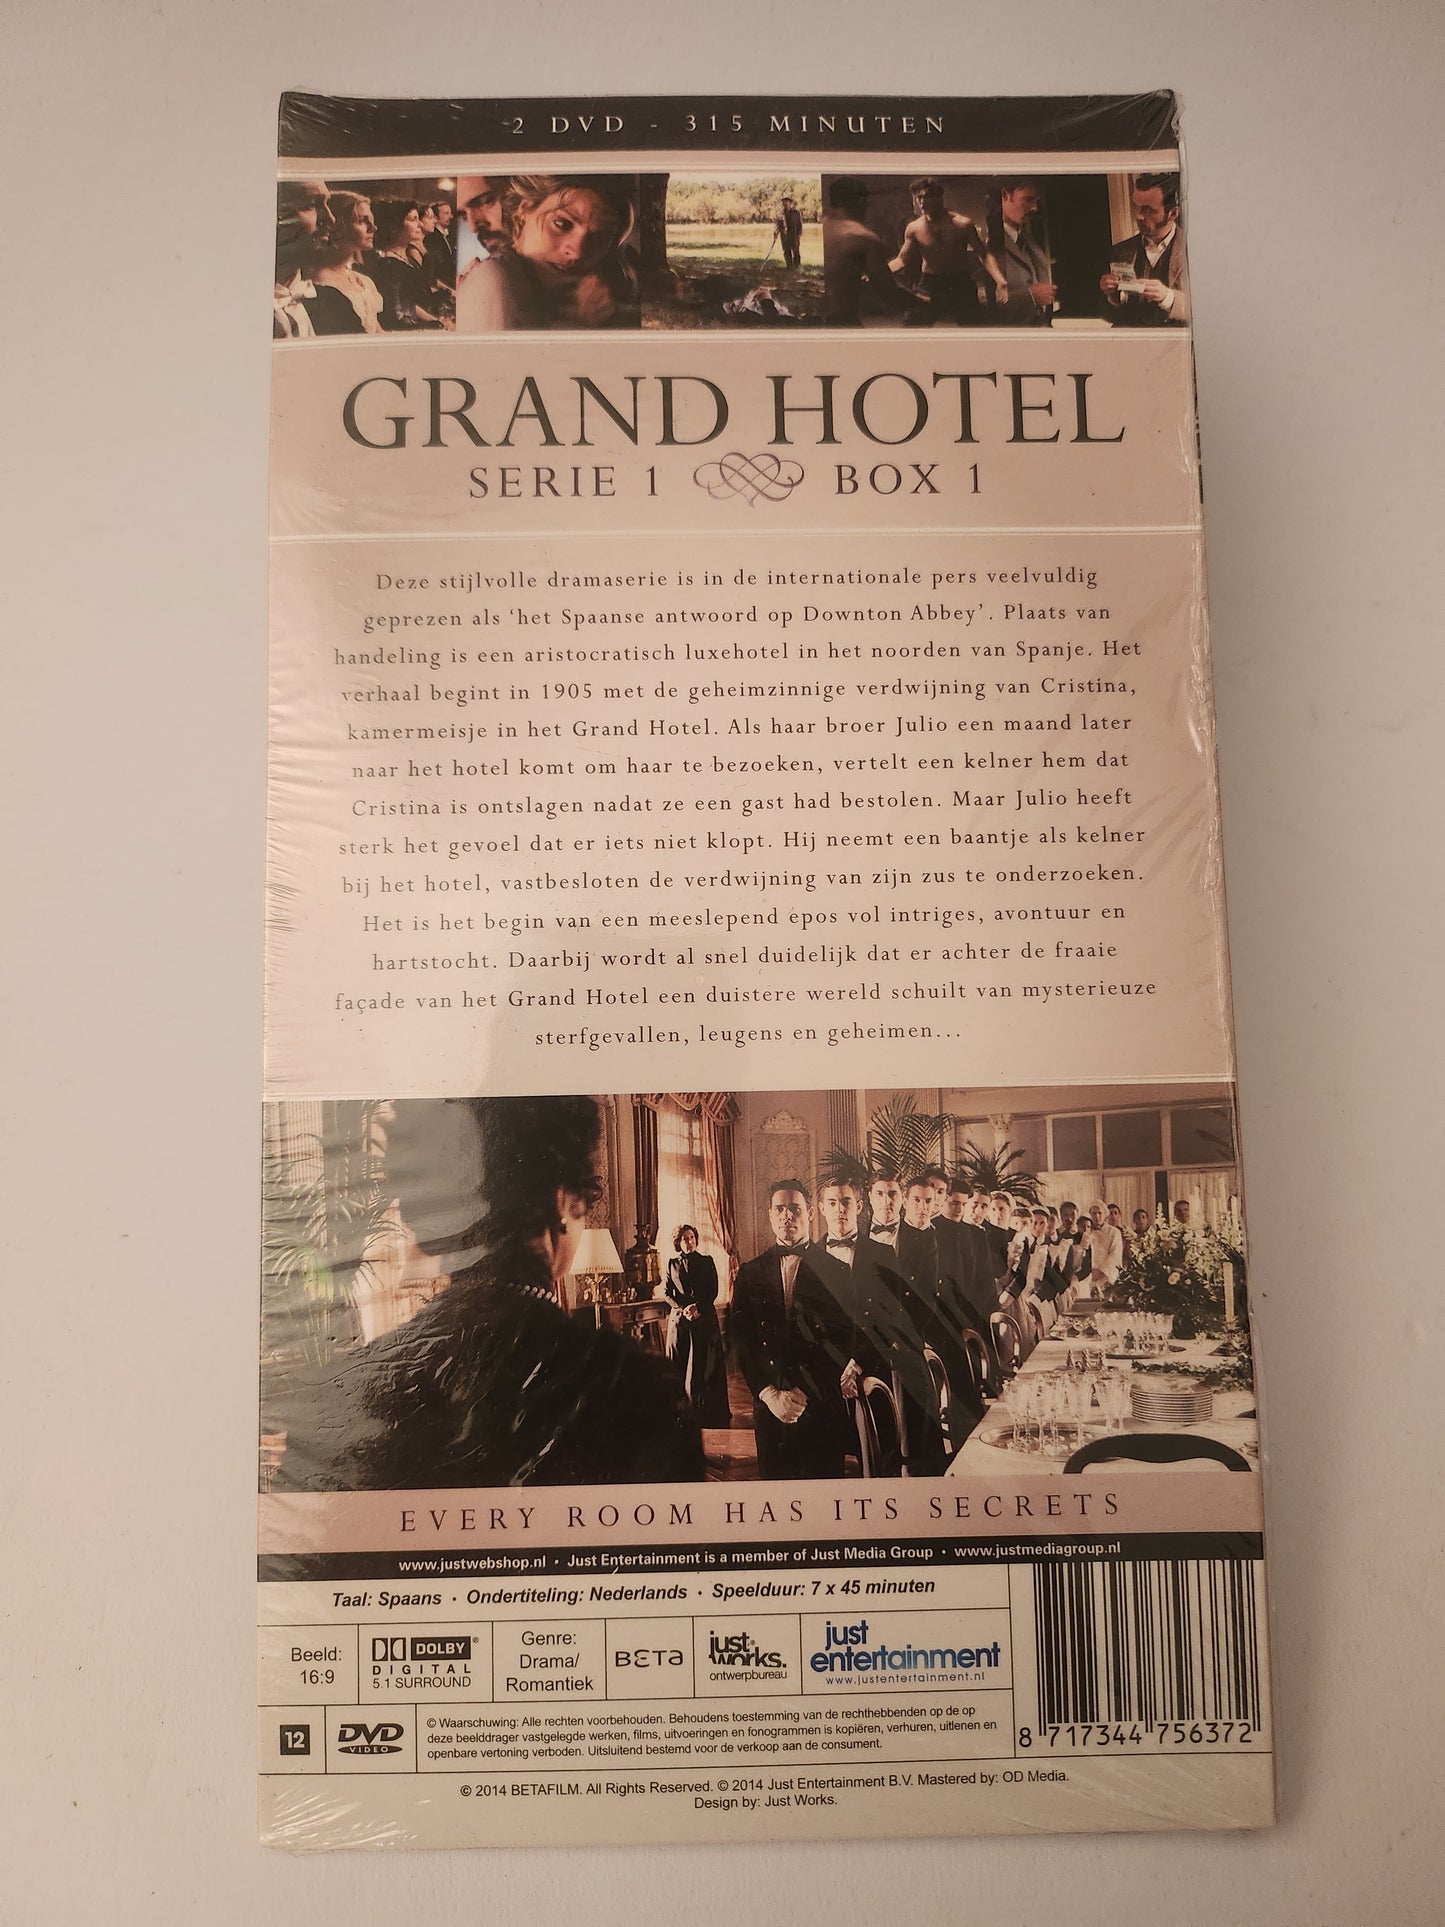 2 DVD - 315 MINUTEN
GRAND HOTEL
SERIE 1 BOX 1
Deze stijlvolle dramaserie is in de internationale pers veelvuldig
geprezen als ‘het Spaanse antwoord op Downton Abbey’. Plaats van
handeling is een aristocratisch luxehotel in het noorden van Spanje. Het
verhaal begint in 1905 met de geheimzinnige verdwijning van Cristina,
kamermeisje in het Grand Hotel. Als haar broer Julio een maand later
naar het hotel komt om haar te bezoeken, vertelt een kelner hem dat
Cristina is ontslagen nadat ze een gast had bestolen. Maar Julio heeft
sterk het gevoel dat er iets niet klopt. Hij neemt een baantje als kelner
bij het hotel, vastbesloten de verdwijning van zijn zus te onderzoeken.
Het is het begin van een meeslepend epos vol intriges, avontuur en
hartstocht. Daarbij wordt al snel duidelijk dat er achter de fraaie
façade van het Grand Hotel een duistere wereld schuilt van mysterieuze
sterfgevallen, leugens en geheimen...
EVERY ROOM HAS ITS SECRETS
www.justwebshop.nl • Just Entertainment is a member of Just Media Group • www.justmediagroup.nl
Taal: Spaans • Ondertiteling: Nederlands • Speelduur: 7 x 45 minuten
Beeld:
16:9
DOLBY®
DIGITAL
5.1 SURROUND
Genre:
Drama/
Romantiek
BETA
just®
works.
ontwerpbureau
just
entertainment
www.justentertainment.nl
12
DVD
VIDEO
© Waarschuwing: Alle rechten voorbehouden. Behoudens toestemming van de rechthebbenden op de op
deze beelddrager vastgelegde werken, films, uitvoeringen en fonogrammen is kopiëren, verhuren, uitlenen en
openbare vertoning verboden. Uitsluitend bestemd voor de verkoop aan de consument.
8 717344 756372
© 2014 BETAFILM. All Rights Reserved. © 2014 Just Entertainment B.V. Mastered by: OD Media.
Design by: Just Works.